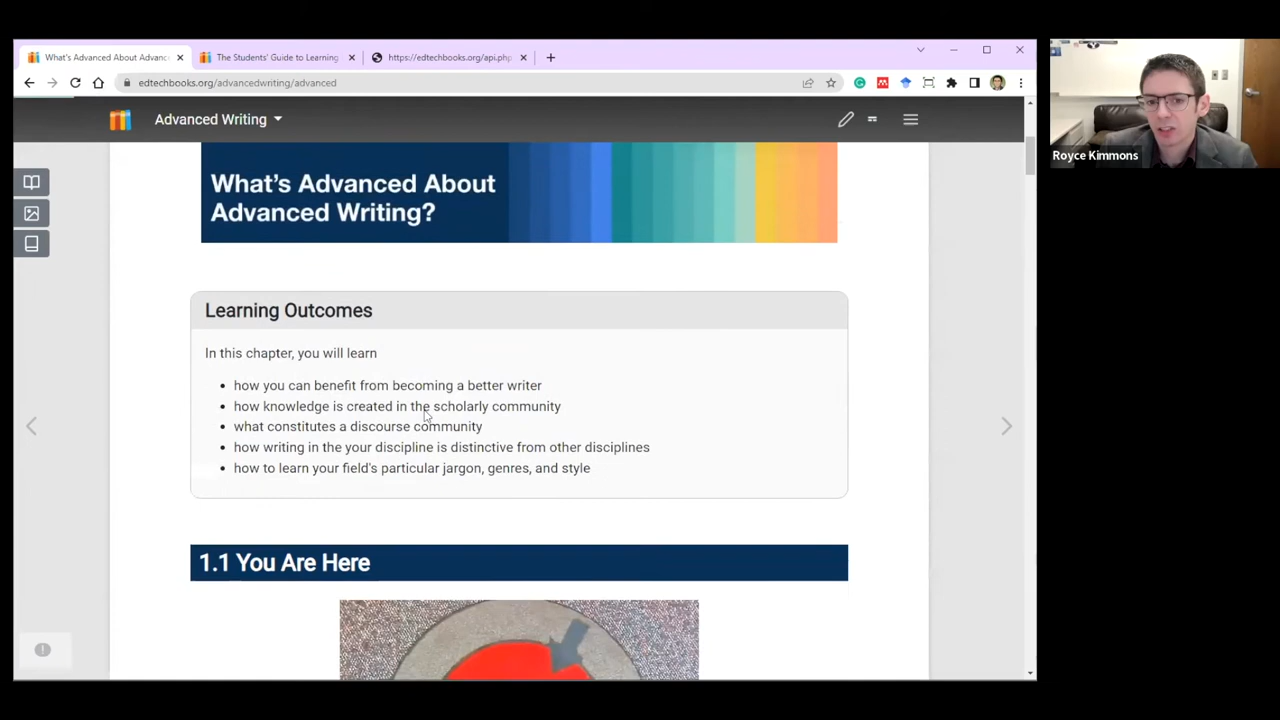 What's Advanced About Advanc
The Students' Guide to Learning
https://edtechbooks.org/api.php
edtechbooks.org/advancedwriting/advanced
Advanced Writing
Royce Kimmons
What's Advanced About
Advanced Writing?
Learning Outcomes
In this chapter, you will learn
how you can benefit from becoming a better writer
how knowledge is created in the scholarly community
what constitutes a discourse community
how writing in the your discipline is distinctive from other disciplines
how to learn your field's particular jargon, genres, and style
1.1 You Are Here